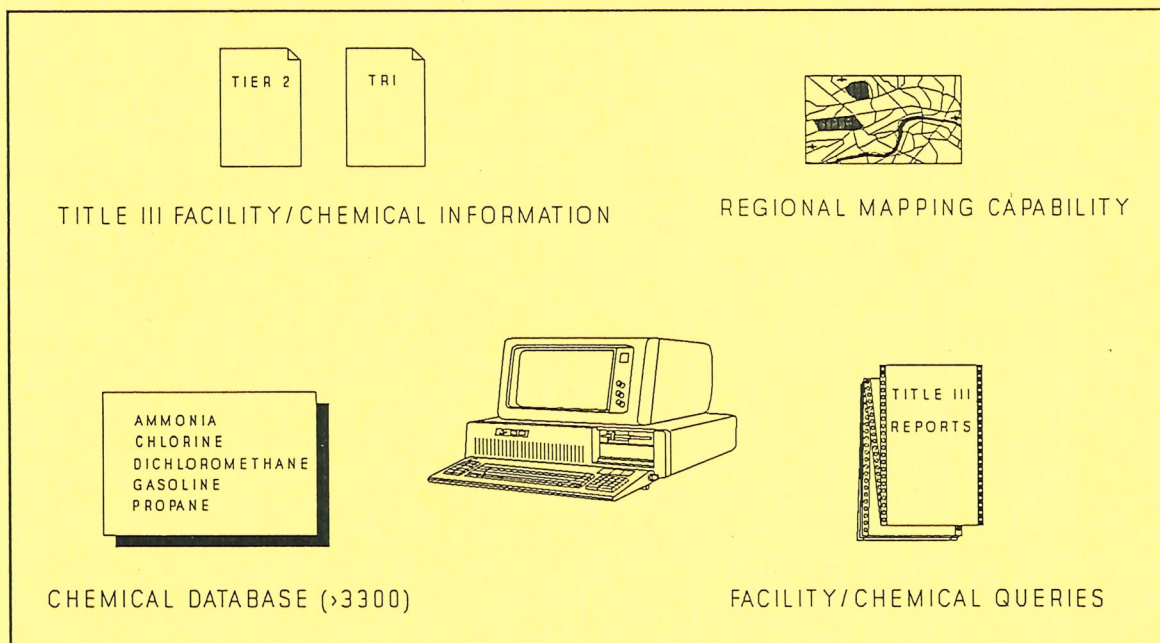 TIER 2
TRI
TITLE III FACILITY/CHEMICAL INFORMATION
REGIONAL MAPPING CAPABILITY
AMMONIA
CHLORINE
DICHLOROMETHANE
GASOLINE
PROPANE
CHEMICAL DATABASE (>3300)
TITLE III
REPORTS
FACILITY/CHEMICAL QUERIES